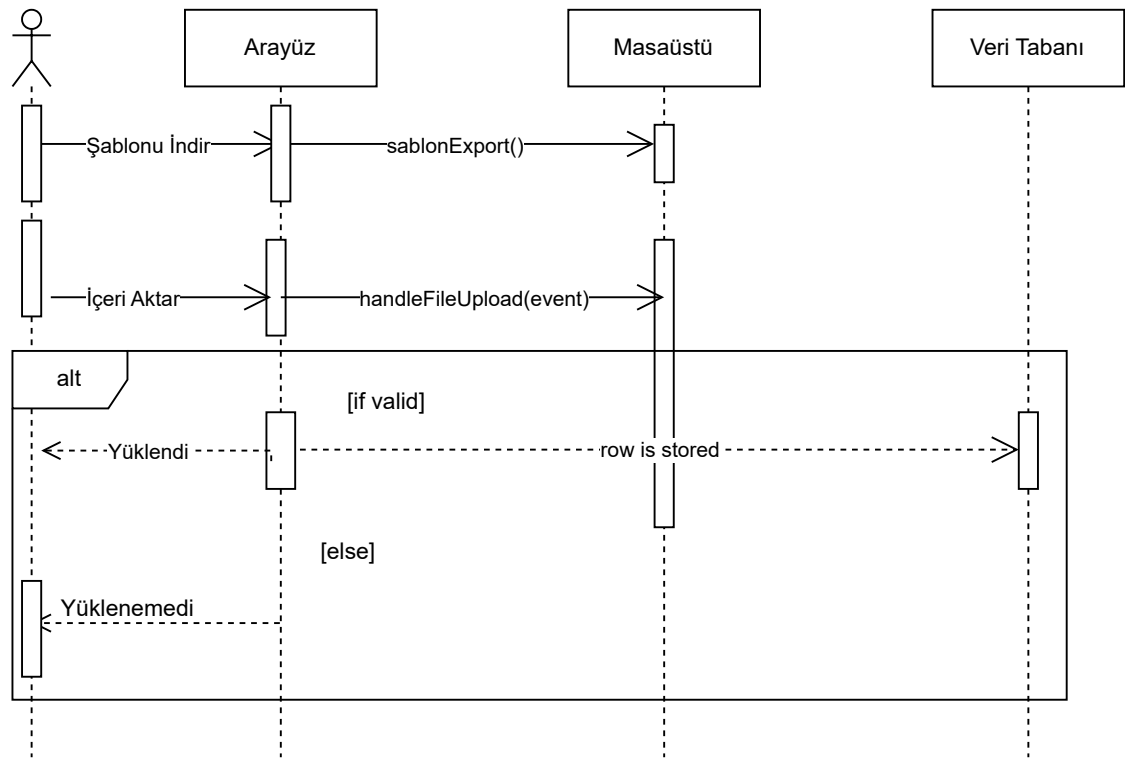 Arayüz
Masaüstü
Veri Tabanı
Şablonu İndir
sablonExport()
İçeri Aktar
handleFileUpload(event)
alt
[if valid]
Yüklendi
row is stored
[else]
Yüklenemedi